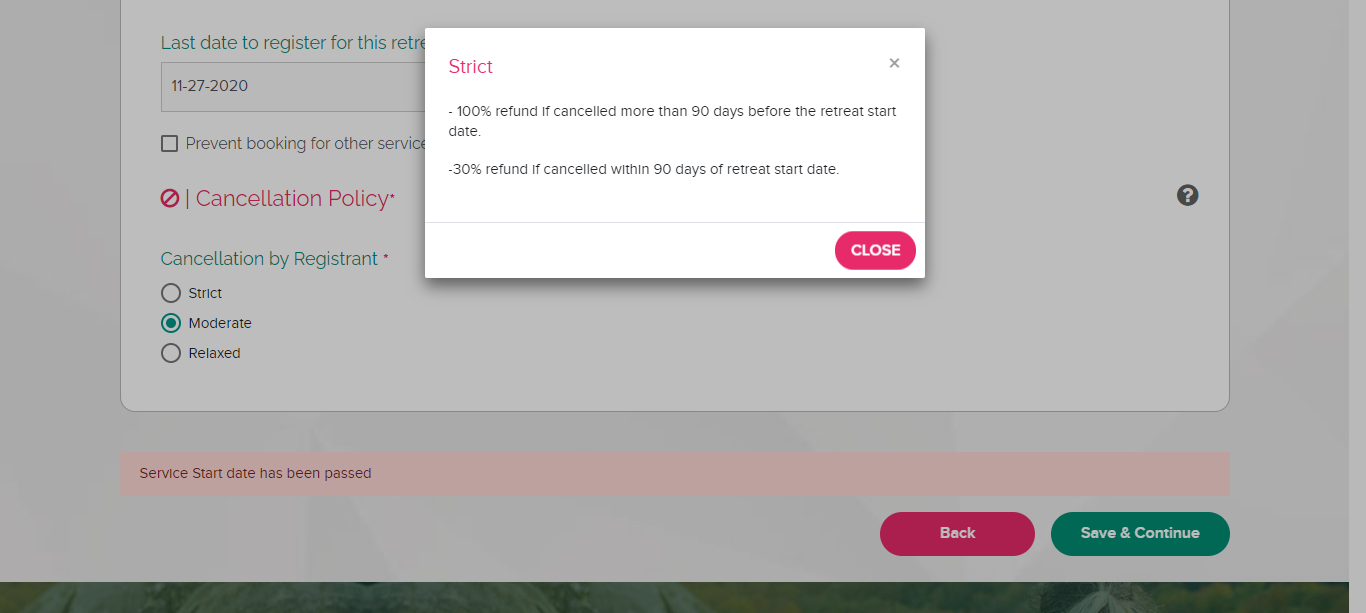 Last date to register for this retre
11-27-2020
Prevent booking for other service
| Cancellation Policy*
Cancellation by Registrant *
Strict
Moderate
Relaxed
Strict
×
- 100% refund if cancelled more than 90 days before the retreat start
date.
-30% refund if cancelled within 90 days of retreat start date.
CLOSE
?
Service Start date has been passed
Back
Save & Continue